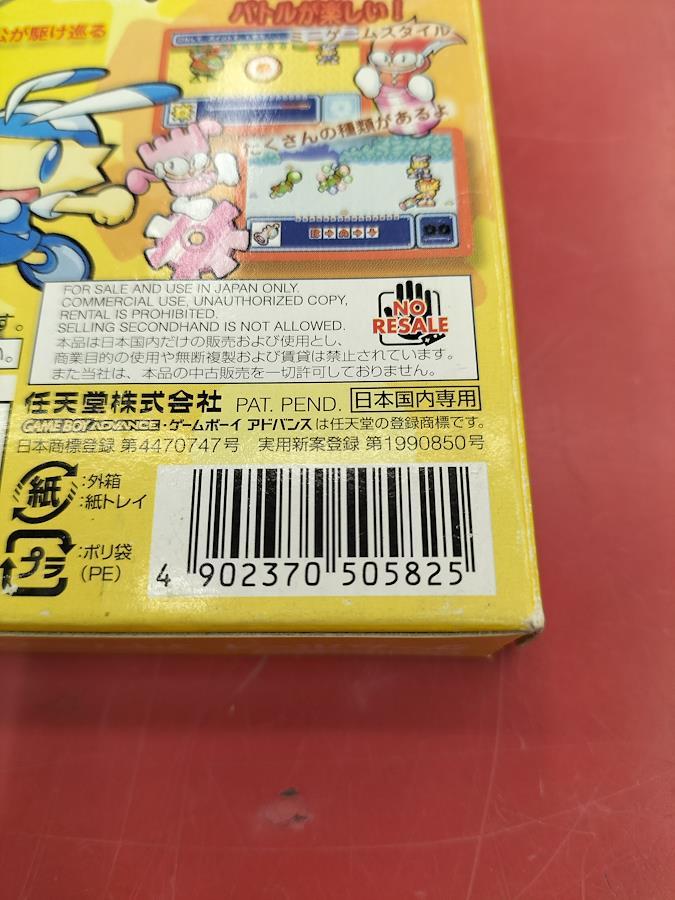 バトルが楽しい！
公が駆け巡る
ミニゲームスタイル
たくさんの種類があるよ
FOR SALE AND USE IN JAPAN ONLY.
COMMERCIAL USE, UNAUTHORIZED COPY,
RENTAL IS PROHIBITED.
SELLING SECONDHAND IS NOT ALLOWED.
本品は日本国内だけの販売および使用とし、
商業目的の使用や無断複製および賃貸は禁止されています。
また当社は、本品の中古販売を一切許可しておりません。
NO
RESALE
す。
い。
任天堂株式会社 PAT. PEND. 日本国内専用
GAME BOY ADVANCE・ゲームボーイ アドバンスは任天堂の登録商標です。
日本商標登録 第4470747号 実用新案登録 第1990850号
紙 :外箱
:紙トレイ
プラ :ポリ袋
(PE)
4 902370 505825